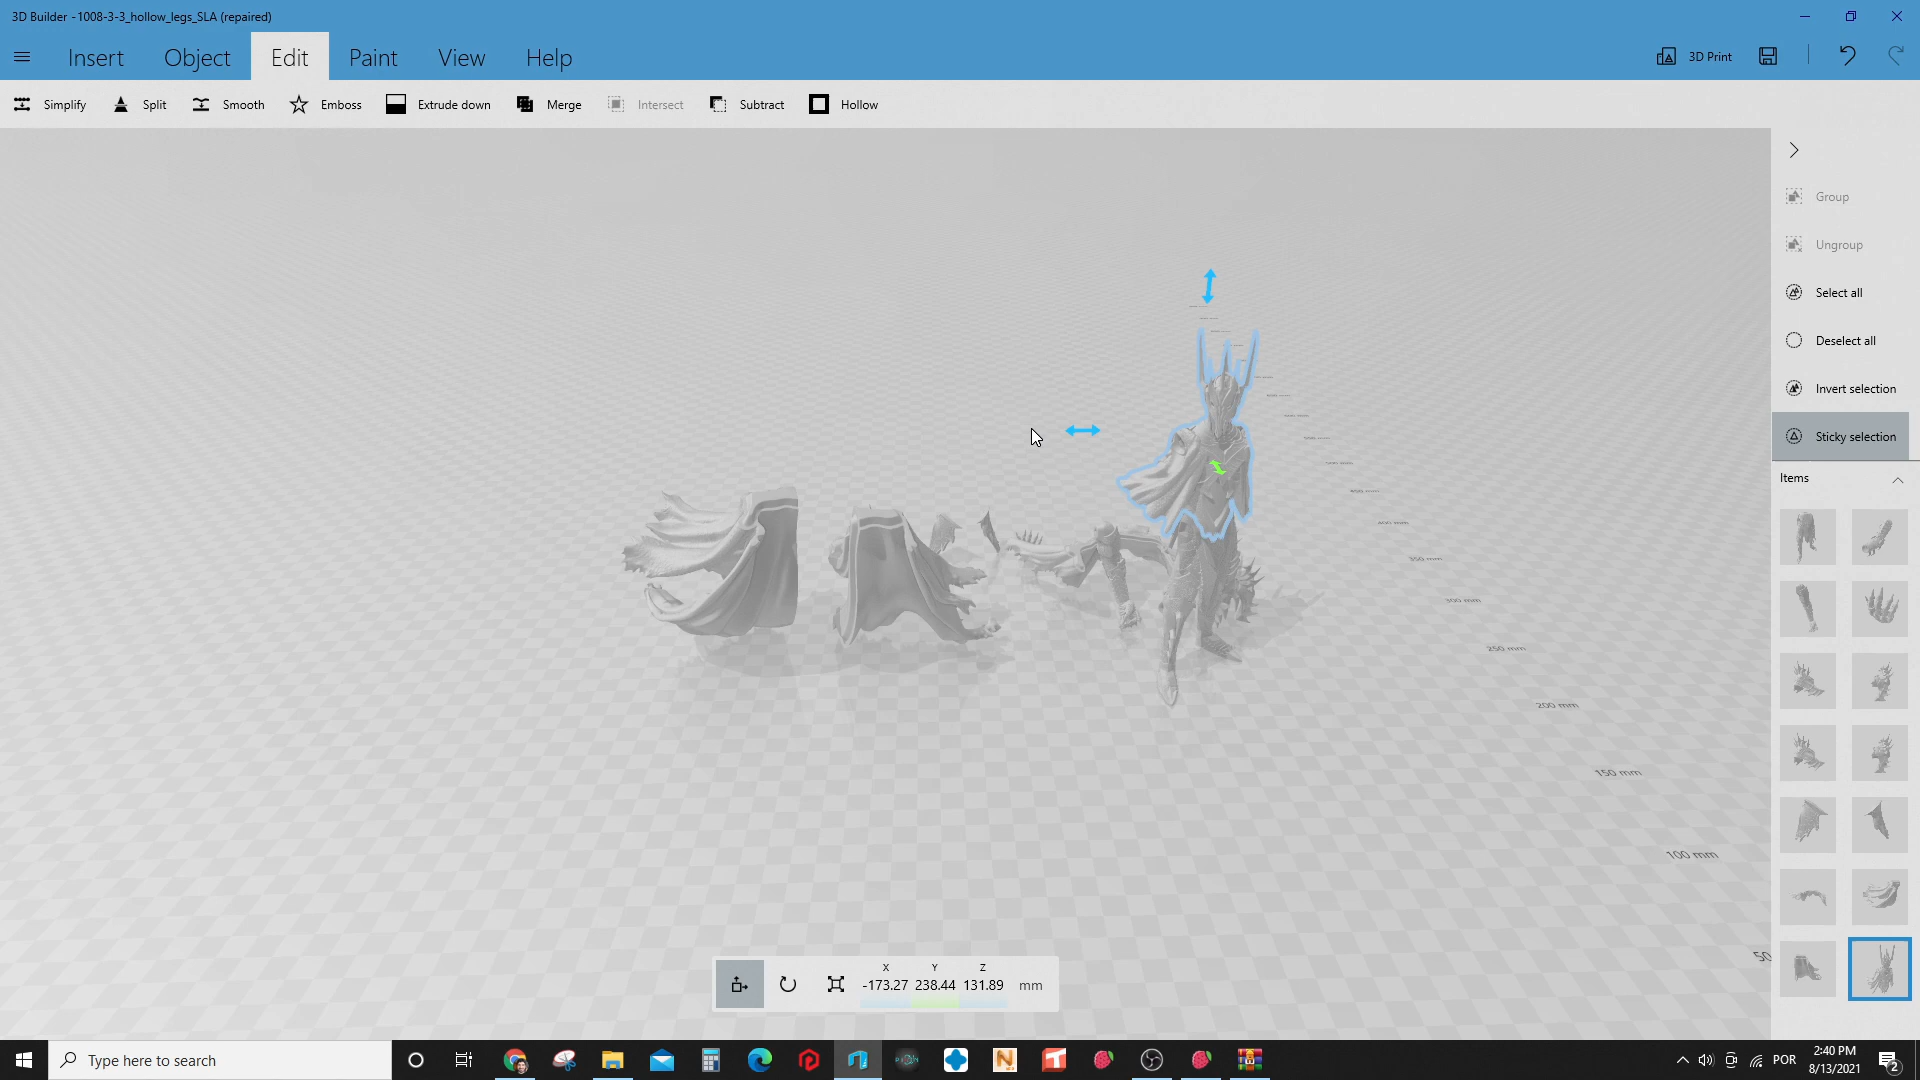 3D Builder -1008-3-3_hollow_legs_SLA (repaired)
Insert Object Edit Paint View Help 3D Print
Simplify Split Smooth Emboss Extrude down Merge Intersect Subtract Hollow
Group
Ungroup
Select all
Deselect all
Invert selection
Sticky selection
Items
250 mm
200 mm
150 mm
100 mm
50
X Y Z
-173.27 238.44 131.89 mm
Type here to search
POR
2:40 PM
8/13/2021
2